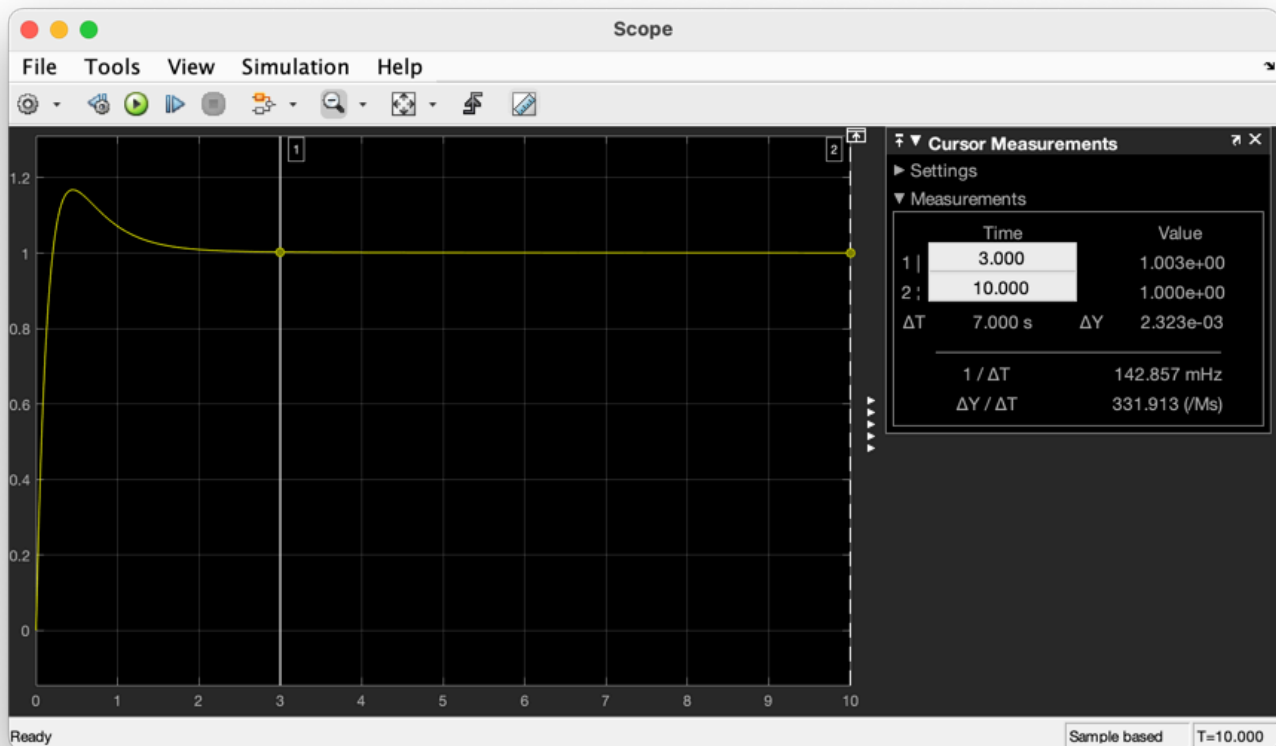 Scope
File Tools View Simulation Help
1
2
1.2
1
0.8
0.6
0.4
0.2
0
0 1 2 3 4 5 6 7 8 9 10
Cursor Measurements
Settings
Measurements
Time Value
1 | 3.000 1.003e+00
2 ¦ 10.000 1.000e+00
ΔT 7.000 s ΔY 2.323e-03
1 / ΔT 142.857 mHz
ΔY / ΔT 331.913 (/Ms)
Ready Sample based T=10.000